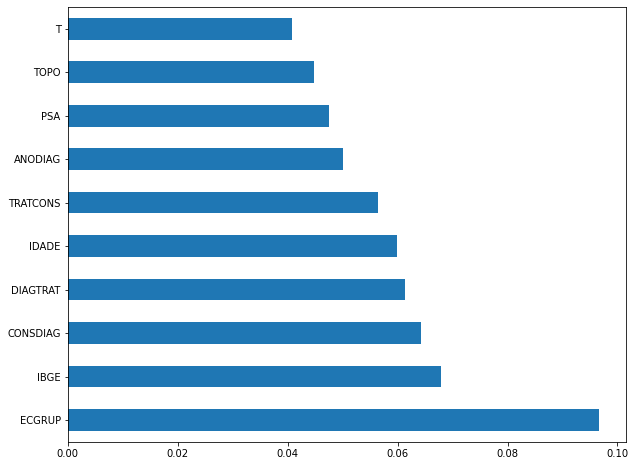 T
TOPO
PSA
ANODIAG
TRATCONS
IDADE
DIAGTRAT
CONSDIAG
IBGE
ECGRUP
0.00 0.02 0.04 0.06 0.08 0.10